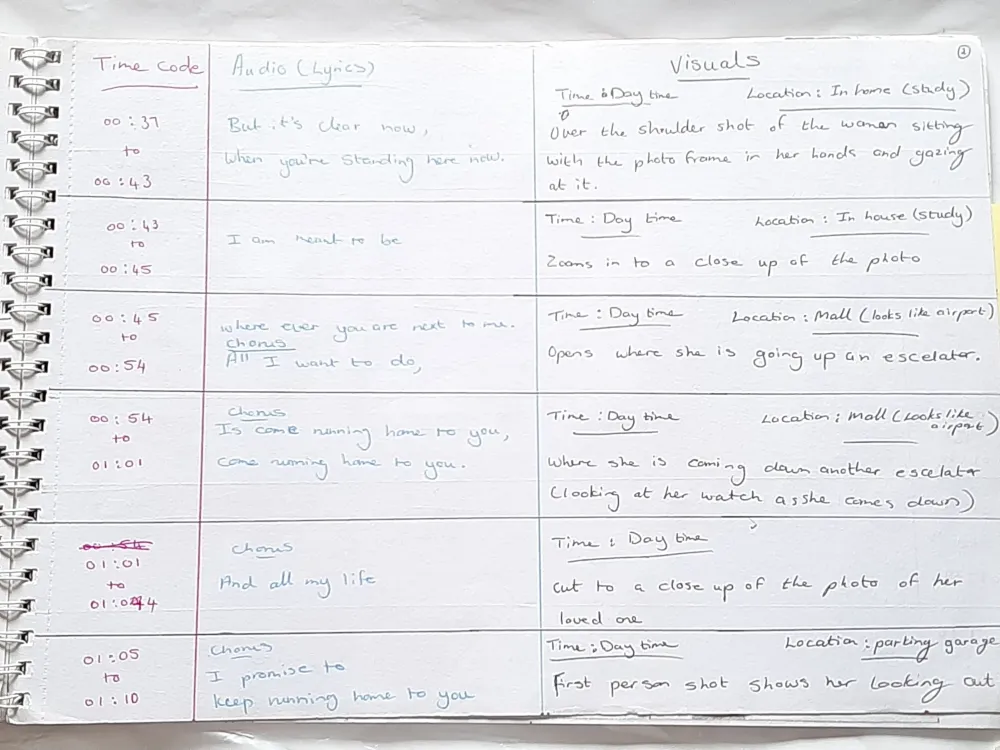 ②
Time Code
Audio (Lyrics)
Visuals
00:37
to
00:43
But it's clear now,
When you're standing here now.
Time : Day time Location : In home (study)
Over the shoulder shot of the woman sitting
with the photo frame in her hands and gazing
at it.
00:43
to
00:45
I am meant to be
Time : Day time Location : In house (study)
Zooms in to a close up of the photo
00:45
to
00:54
where ever you are next to me.
Chorus
All I want to do,
Time : Day time Location : Mall (looks like airport)
Opens where she is going up an escelator.
00:54
to
01:01
Chorus
Is come running home to you,
come running home to you.
Time : Day time Location : Mall (Looks like
airport)
Where she is coming down another escelator
(looking at her watch as she comes down)
00:54
01:01
to
01:04
Chorus
And all my life
Time : Day time
Cut to a close up of the photo of her
loved one
01:05
to
01:10
Chorus
I promise to
keep running home to you
Time : Day time Location : parking garage
First person shot shows her looking out